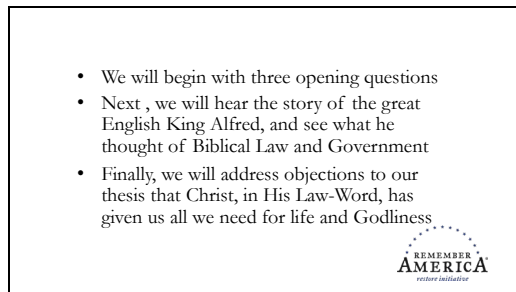 • We will begin with three opening questions
• Next , we will hear the story of the great
English King Alfred, and see what he
thought of Biblical Law and Government
• Finally, we will address objections to our
thesis that Christ, in His Law-Word, has
given us all we need for life and Godliness
REMEMBER
AMERICA
restore initiative